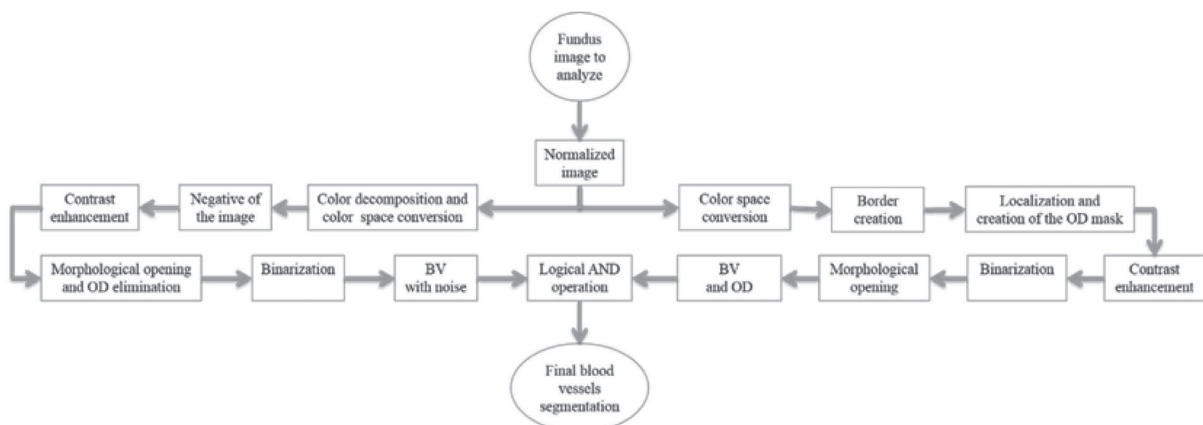 Fundus
image to
analyze
Normalized
image
Contrast
enhancement
Negative of
the image
Color decomposition and
color space conversion
Color space
conversion
Border
creation
Localization and
creation of the OD mask
Morphological opening
and OD elimination
Binarization
BV
with noise
Logical AND
operation
BV
and OD
Morphological
opening
Binarization
Contrast
enhancement
Final blood
vessels
segmentation